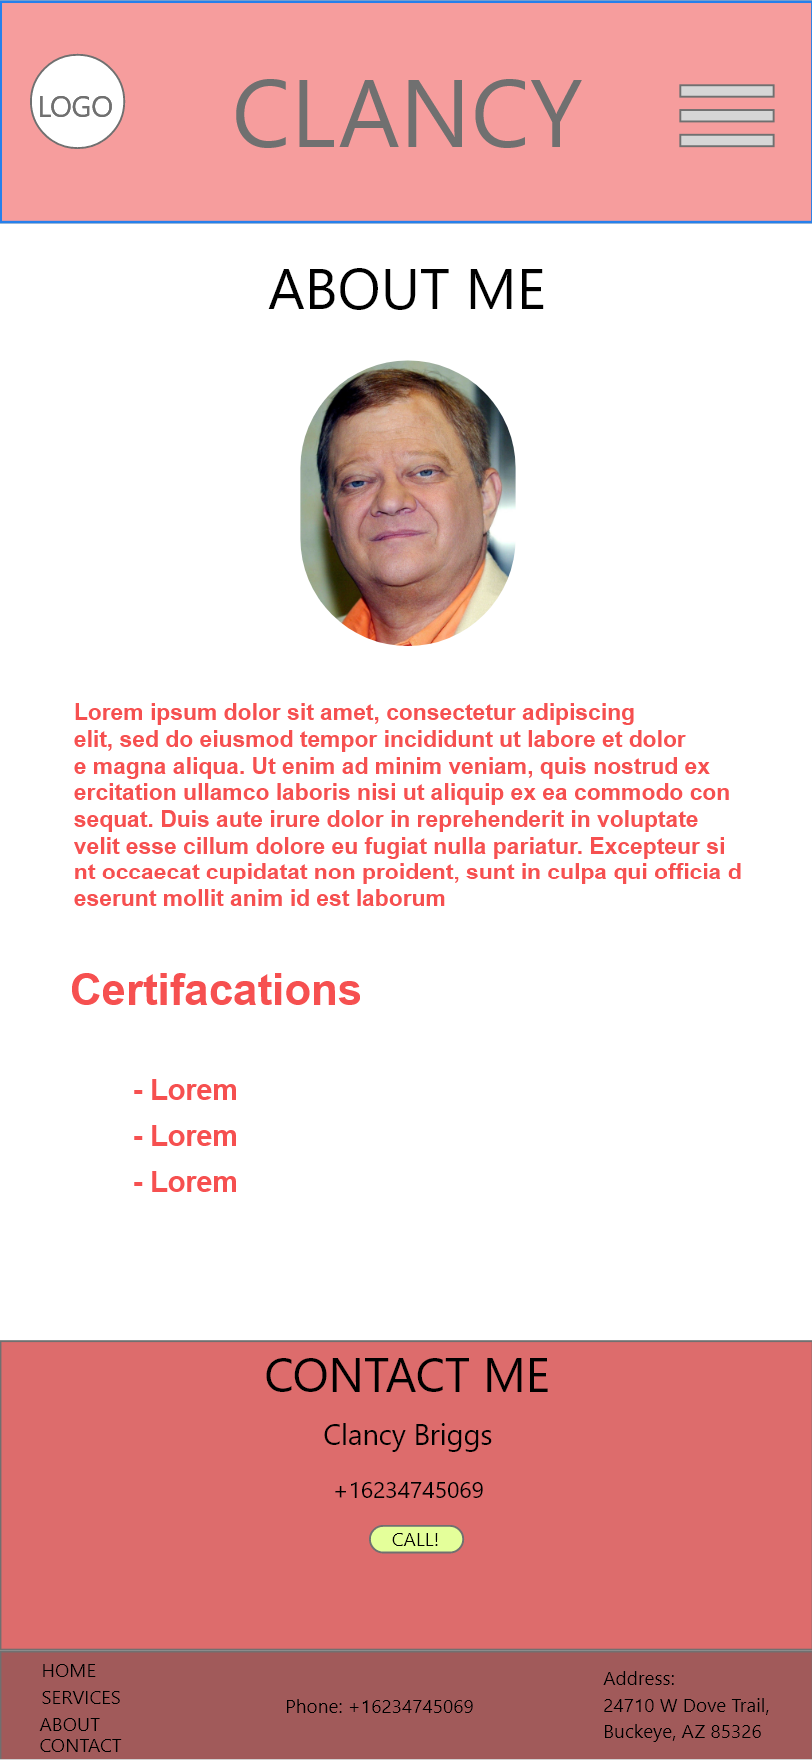 LOGO
CLANCY
ABOUT ME
Lorem ipsum dolor sit amet, consectetur adipiscing
elit, sed do eiusmod tempor incididunt ut labore et dolor
e magna aliqua. Ut enim ad minim veniam, quis nostrud ex
ercitation ullamco laboris nisi ut aliquip ex ea commodo con
sequat. Duis aute irure dolor in reprehenderit in voluptate
velit esse cillum dolore eu fugiat nulla pariatur. Excepteur si
nt occaecat cupidatat non proident, sunt in culpa qui officia d
eserunt mollit anim id est laborum
Certifacations
- Lorem
- Lorem
- Lorem
CONTACT ME
Clancy Briggs
+16234745069
CALL!
HOME
SERVICES
ABOUT
CONTACT
Phone: +16234745069
Address:
24710 W Dove Trail,
Buckeye, AZ 85326